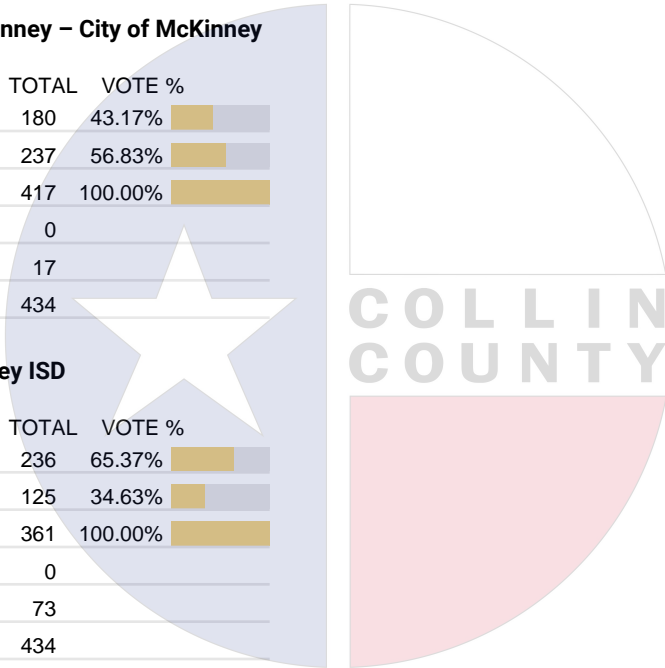 nney – City of McKinney
TOTAL VOTE %
180 43.17%
237 56.83%
417 100.00%
0
17
434
COLLIN
COUNTY
ey ISD
TOTAL VOTE %
236 65.37%
125 34.63%
361 100.00%
0
73
434